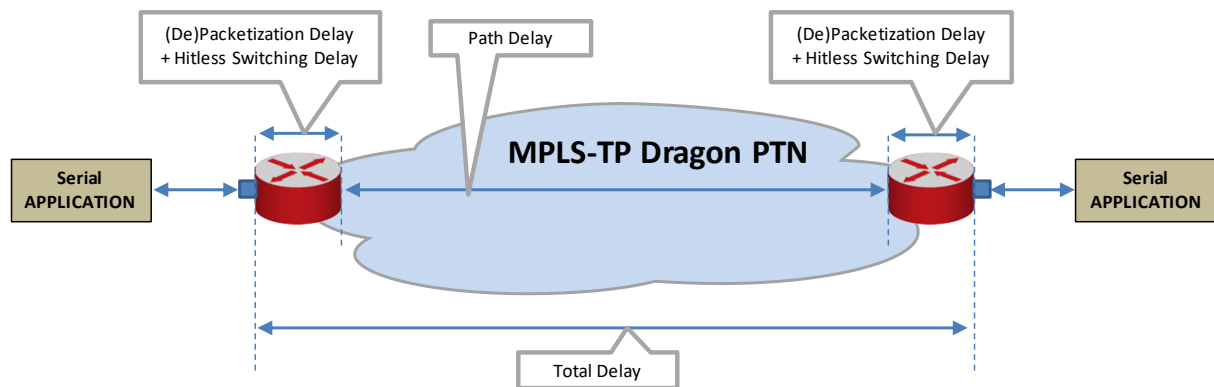 (De)Packetization Delay
+ Hitless Switching Delay
Path Delay
(De)Packetization Delay
+ Hitless Switching Delay
MPLS-TP Dragon PTN
Serial
APPLICATION
Serial
APPLICATION
Total Delay